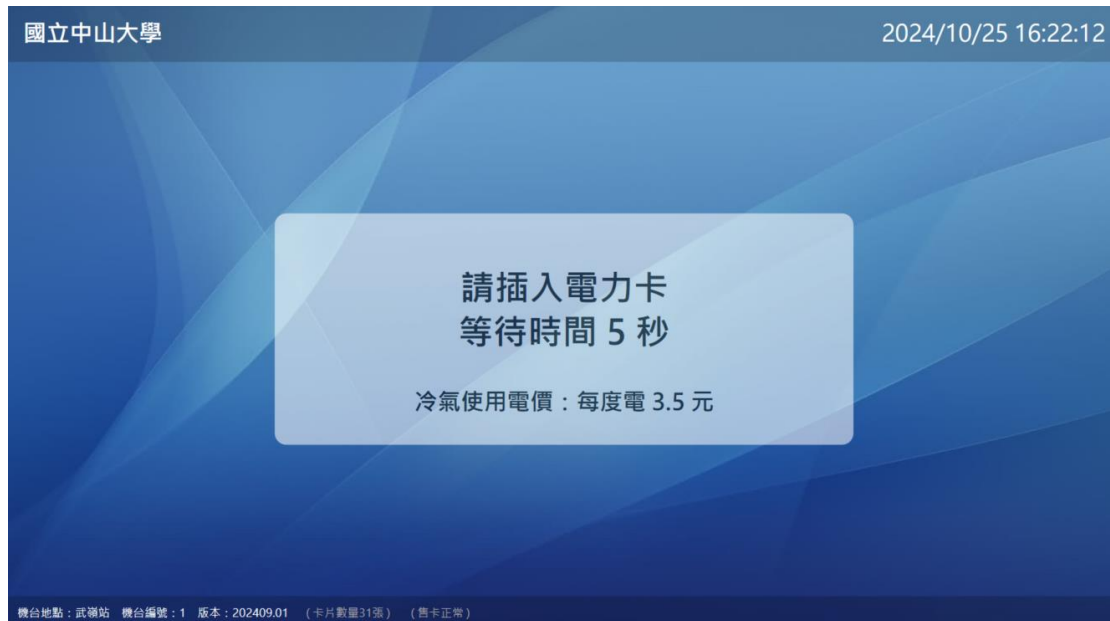 國立中山大學
2024/10/25 16:22:12
請插入電力卡
等待時間 5 秒
冷氣使用電價：每度電 3.5 元
機台地點：武嶺站 機台編號：1 版本：202409.01 （卡片數量31張） （售卡正常）